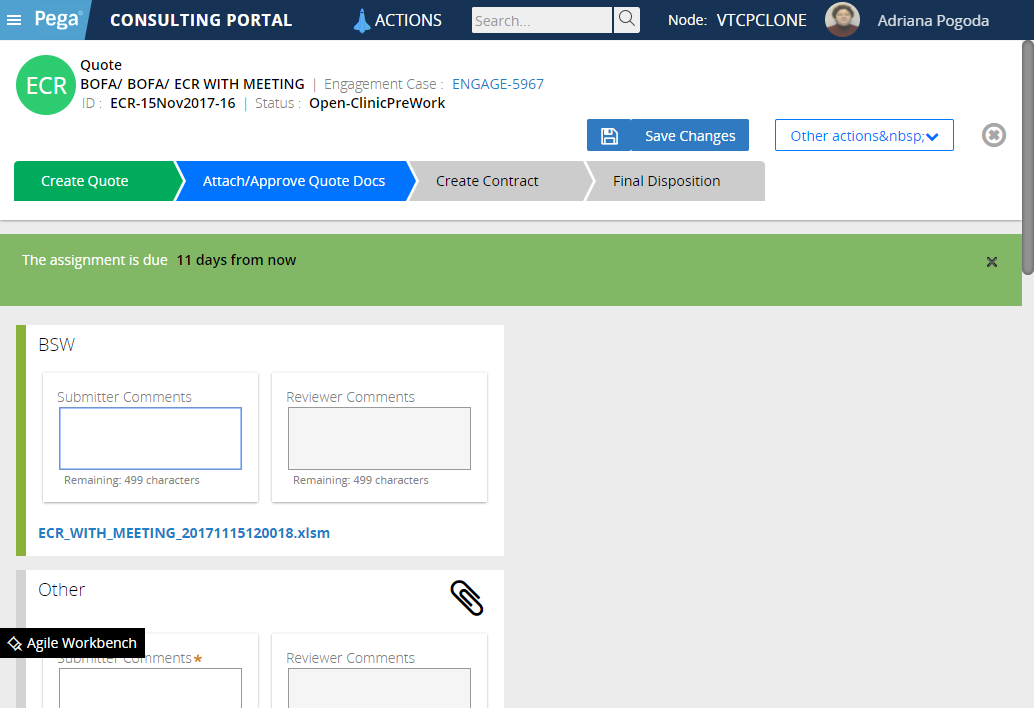 Pega CONSULTING PORTAL ACTIONS Search... Node: VTCPCLONE Adriana Pogoda
ECR
Quote
BOFA/ BOFA/ ECR WITH MEETING | Engagement Case : ENGAGE-5967
ID : ECR-15Nov2017-16 | Status : Open-ClinicPreWork
Save Changes Other actions&nbsp;
Create Quote Attach/Approve Quote Docs Create Contract Final Disposition
The assignment is due 11 days from now
BSW
Submitter Comments Reviewer Comments
Remaining: 499 characters Remaining: 499 characters
ECR_WITH_MEETING_20171115120018.xlsm
Other
Agile Workbench
Submitter Comments* Reviewer Comments